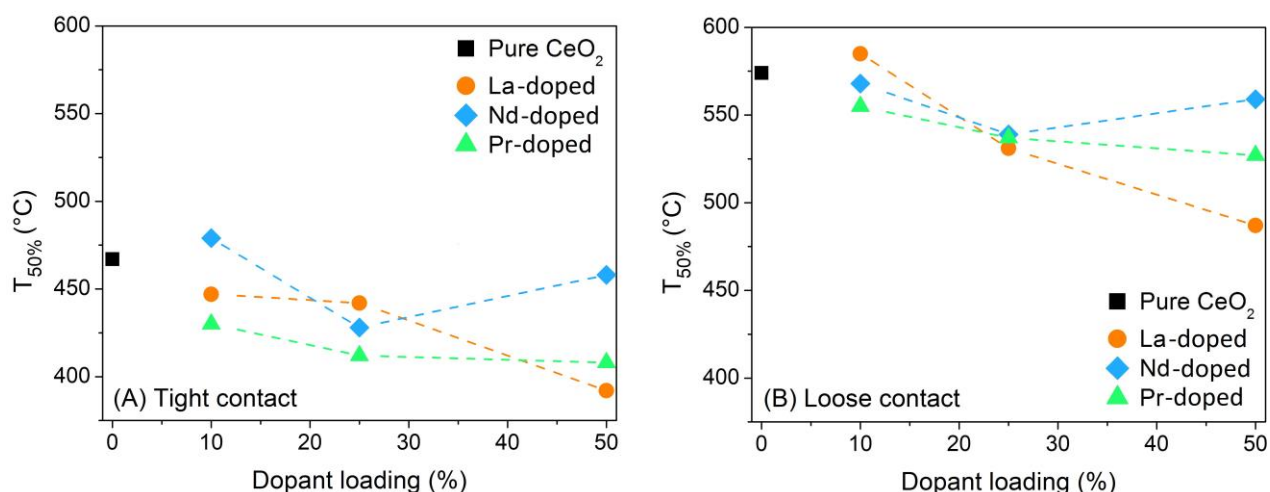 600
550
500
450
400
T50% (°C)
Pure CeO2
La-doped
Nd-doped
Pr-doped
(A) Tight contact
0 10 20 30 40 50
Dopant loading (%)
600
550
500
450
400
T50% (°C)
Pure CeO2
La-doped
Nd-doped
Pr-doped
(B) Loose contact
0 10 20 30 40 50
Dopant loading (%)